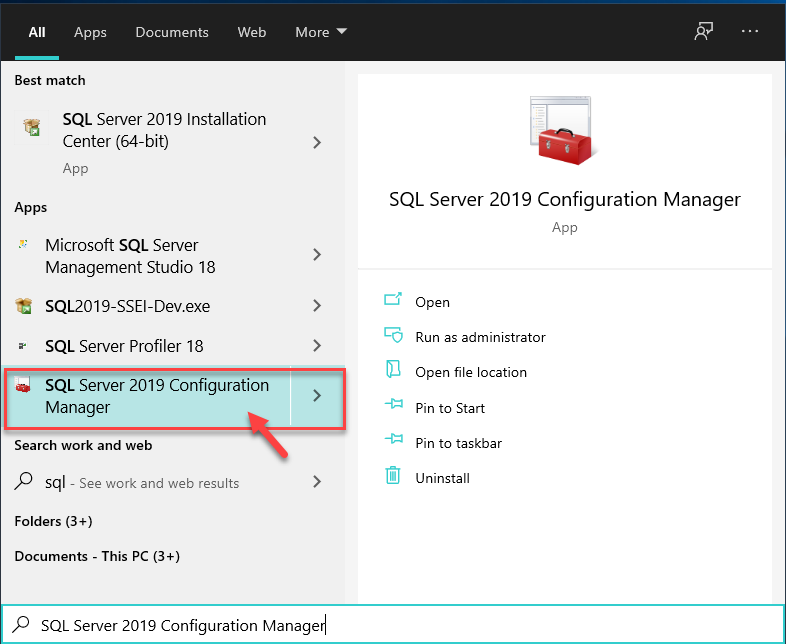 All Apps Documents Web More
Best match
SQL Server 2019 Installation
Center (64-bit)
App
Apps
Microsoft SQL Server
Management Studio 18
SQL2019-SSEI-Dev.exe
SQL Server Profiler 18
SQL Server 2019 Configuration
Manager
Search work and web
sql - See work and web results
Folders (3+)
Documents - This PC (3+)
SQL Server 2019 Configuration Manager
App
Open
Run as administrator
Open file location
Pin to Start
Pin to taskbar
Uninstall
SQL Server 2019 Configuration Manager